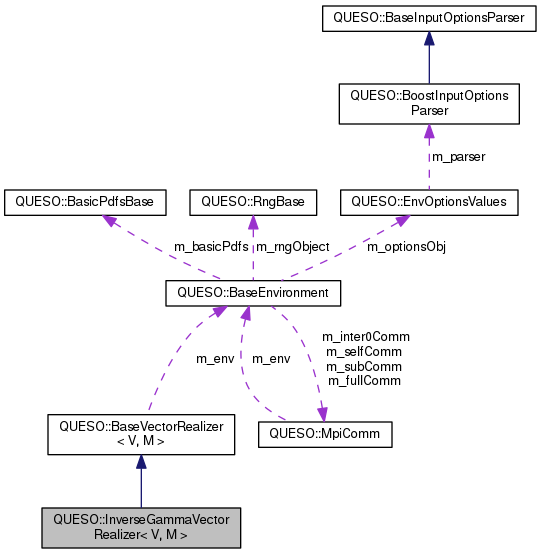 QUESO::BaseInputOptionsParser
QUESO::BoostInputOptions
Parser
m_parser
QUESO::BasicPdfsBase
QUESO::RngBase
QUESO::EnvOptionsValues
m_basicPdfs
m_rngObject
m_optionsObj
QUESO::BaseEnvironment
m_env
m_env
m_inter0Comm
m_selfComm
m_subComm
m_fullComm
QUESO::BaseVectorRealizer
< V, M >
QUESO::MpiComm
QUESO::InverseGammaVector
Realizer< V, M >